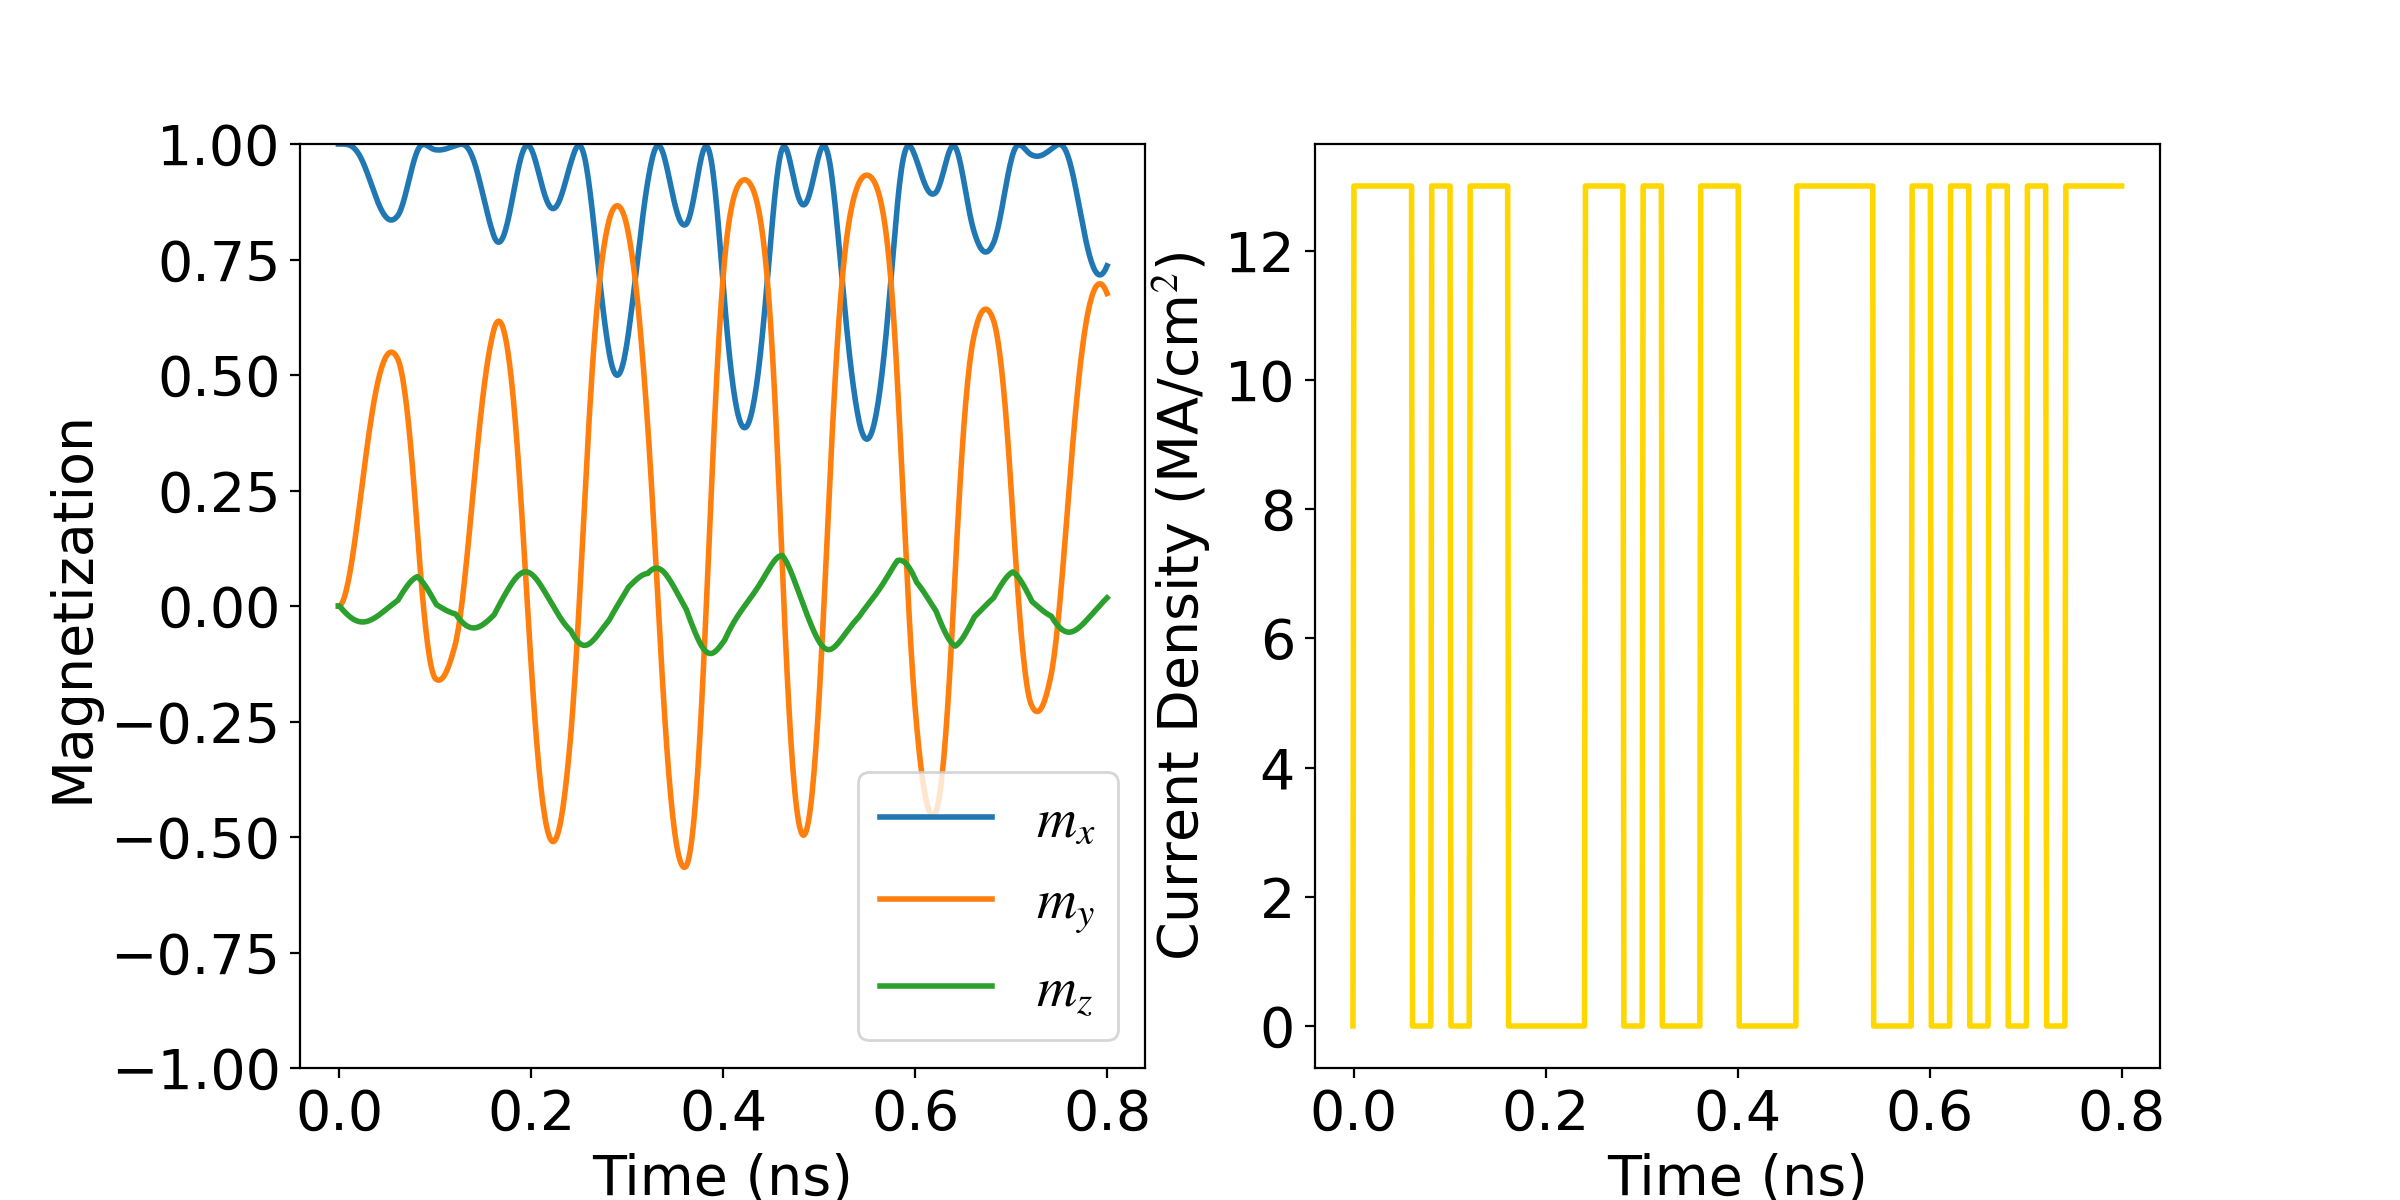 Magnetization
1.00
0.75
0.50
0.25
0.00
−0.25
−0.50
−0.75
−1.00
0.0 0.2 0.4 0.6 0.8
Time (ns)
m_x
m_y
m_z
Current Density (MA/cm²)
12
10
8
6
4
2
0
0.0 0.2 0.4 0.6 0.8
Time (ns)